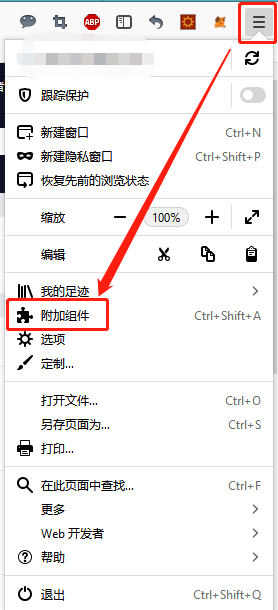 ABP
跟踪保护
新建窗口 Ctrl+N
新建隐私窗口 Ctrl+Shift+P
恢复先前的浏览状态
缩放 100%
编辑
我的足迹
附加组件 Ctrl+Shift+A
选项
定制...
打开文件... Ctrl+O
另存页面为... Ctrl+S
打印...
在此页面中查找... Ctrl+F
更多
Web 开发者
帮助
退出 Ctrl+Shift+Q